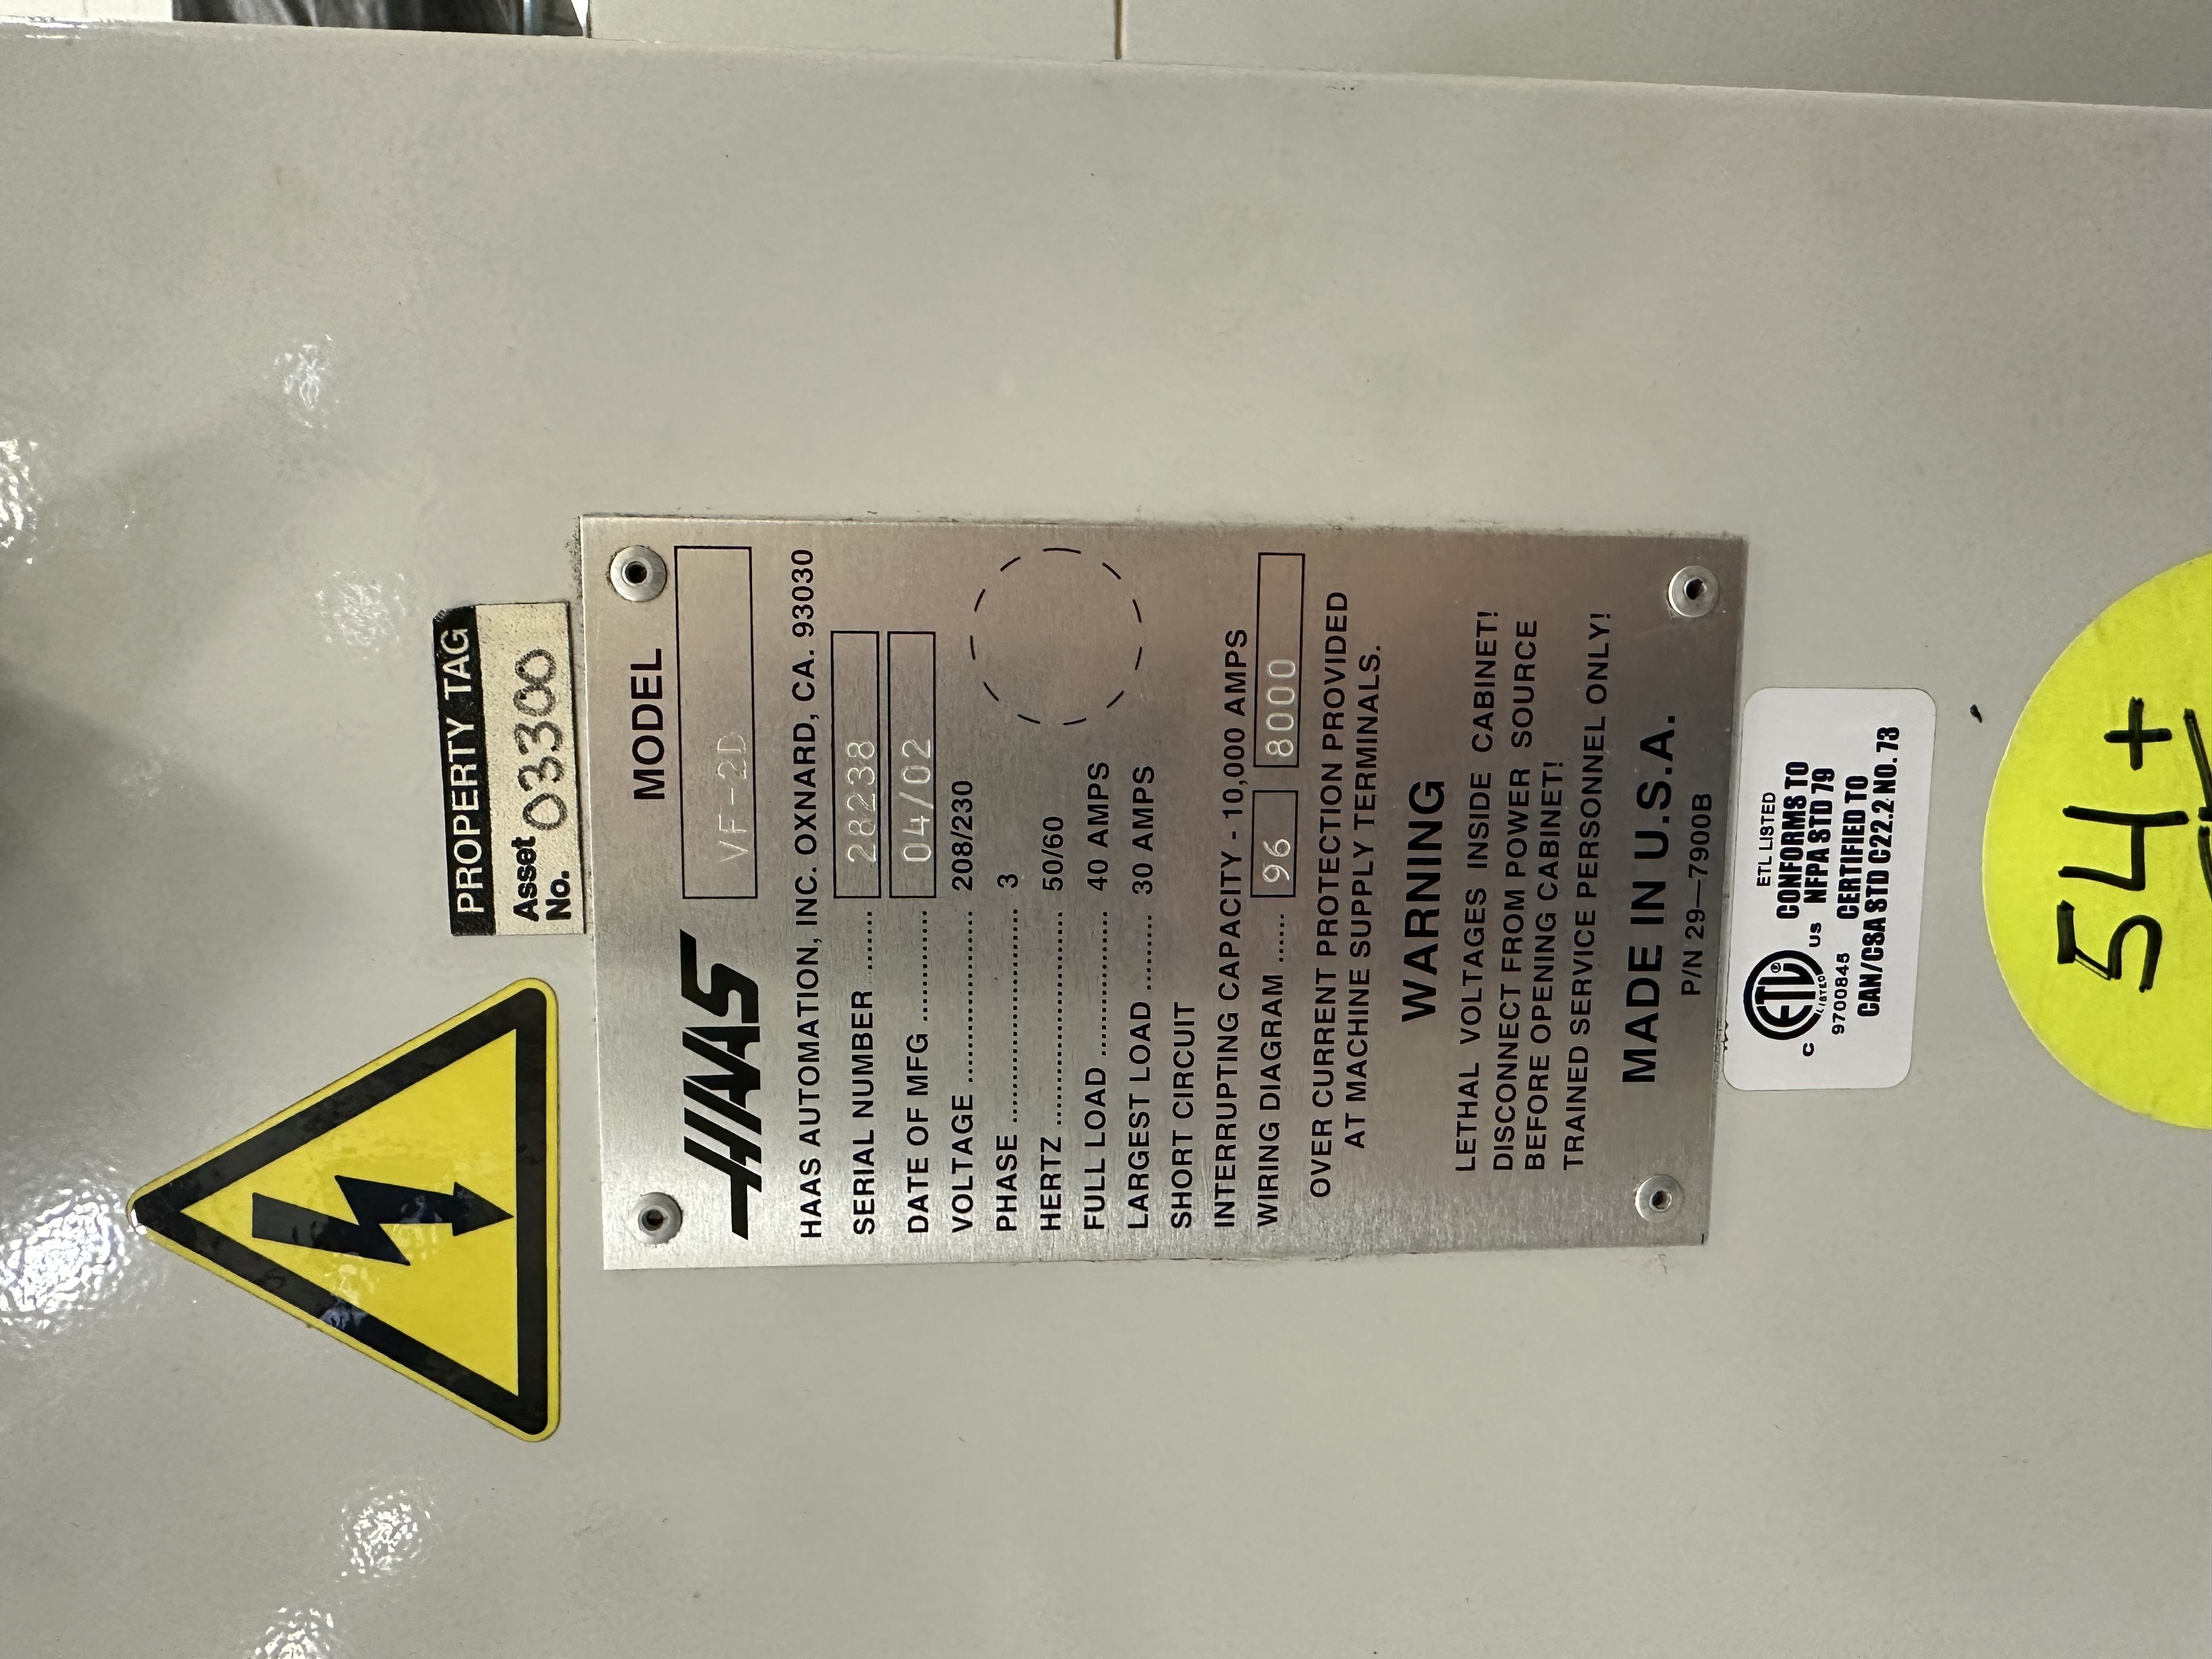 PROPERTY TAG
Asset No. 03300
MODEL
HAAS VF-2D
HAAS AUTOMATION, INC. OXNARD, CA. 93030
SERIAL NUMBER ........ 28238
DATE OF MFG ............ 04/02
VOLTAGE .................. 208/230
PHASE ...................... 3
HERTZ ...................... 50/60
FULL LOAD ............... 40 AMPS
LARGEST LOAD ......... 30 AMPS
SHORT CIRCUIT
INTERRUPTING CAPACITY - 10,000 AMPS
WIRING DIAGRAM ...... 96 8000
OVER CURRENT PROTECTION PROVIDED
AT MACHINE SUPPLY TERMINALS.
WARNING
LETHAL VOLTAGES INSIDE CABINET!
DISCONNECT FROM POWER SOURCE
BEFORE OPENING CABINET!
TRAINED SERVICE PERSONNEL ONLY!
MADE IN U.S.A.
P/N 29—7900B
ETL LISTED
CONFORMS TO
NFPA STD 79
CERTIFIED TO
CAN/CSA STD C22.2 NO. 73
C ETL ® LISTED US
9700845
54+